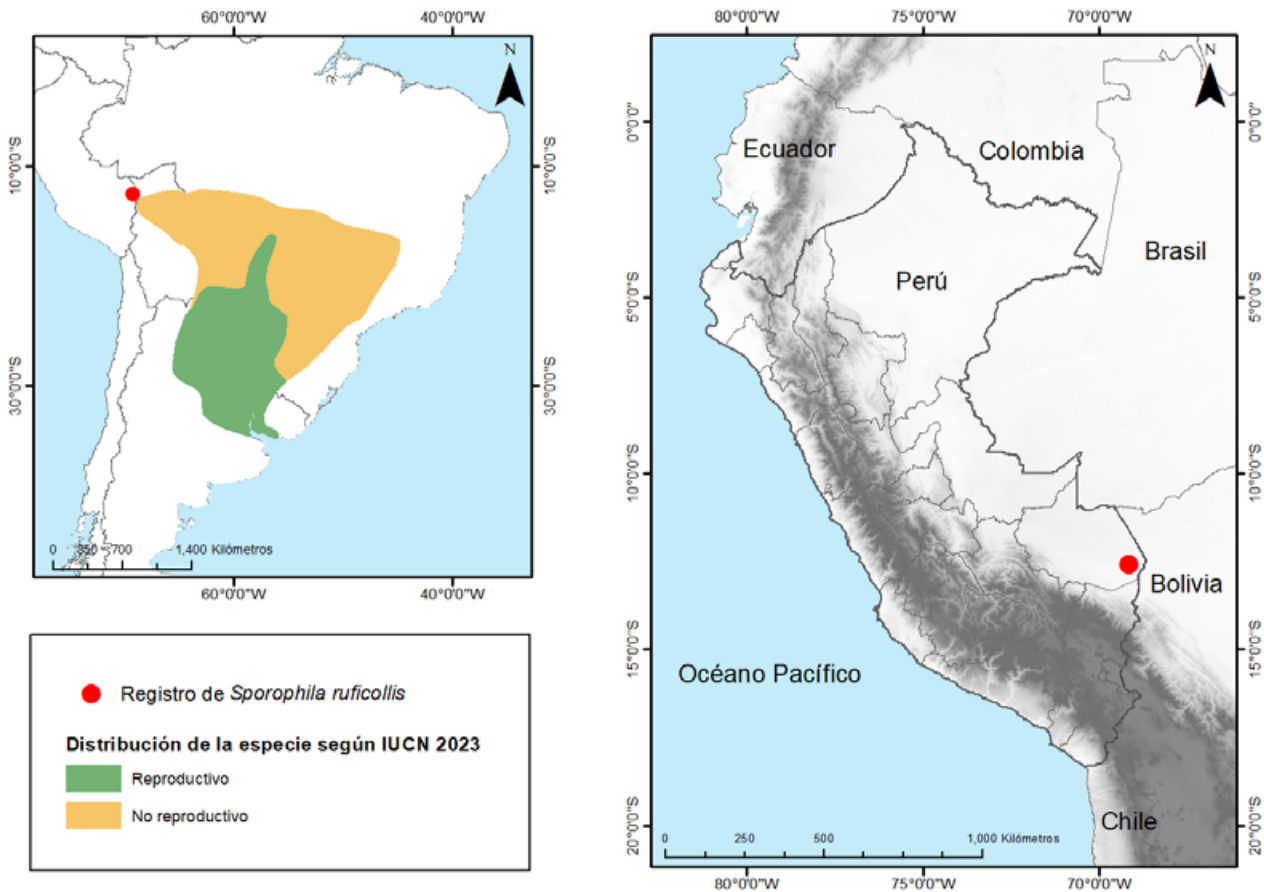 60°0'0"W 40°0'0"W
N
10°0'0"S 10°0'0"S
30°0'0"S 30°0'0"S
0 350 700 1,400 Kilómetros
60°0'0"W 40°0'0"W
Registro de Sporophila ruficollis
Distribución de la especie según IUCN 2023
Reproductivo
No reproductivo
80°0'0"W 75°0'0"W 70°0'0"W
N
0°0'0" 0°0'0"
Ecuador
Colombia
Brasil
Perú
5°0'0"S 5°0'0"S
10°0'0"S 10°0'0"S
Bolivia
15°0'0"S 15°0'0"S
Océano Pacífico
Chile
20°0'0"S 20°0'0"S
0 250 500 1,000 Kilómetros
80°0'0"W 75°0'0"W 70°0'0"W